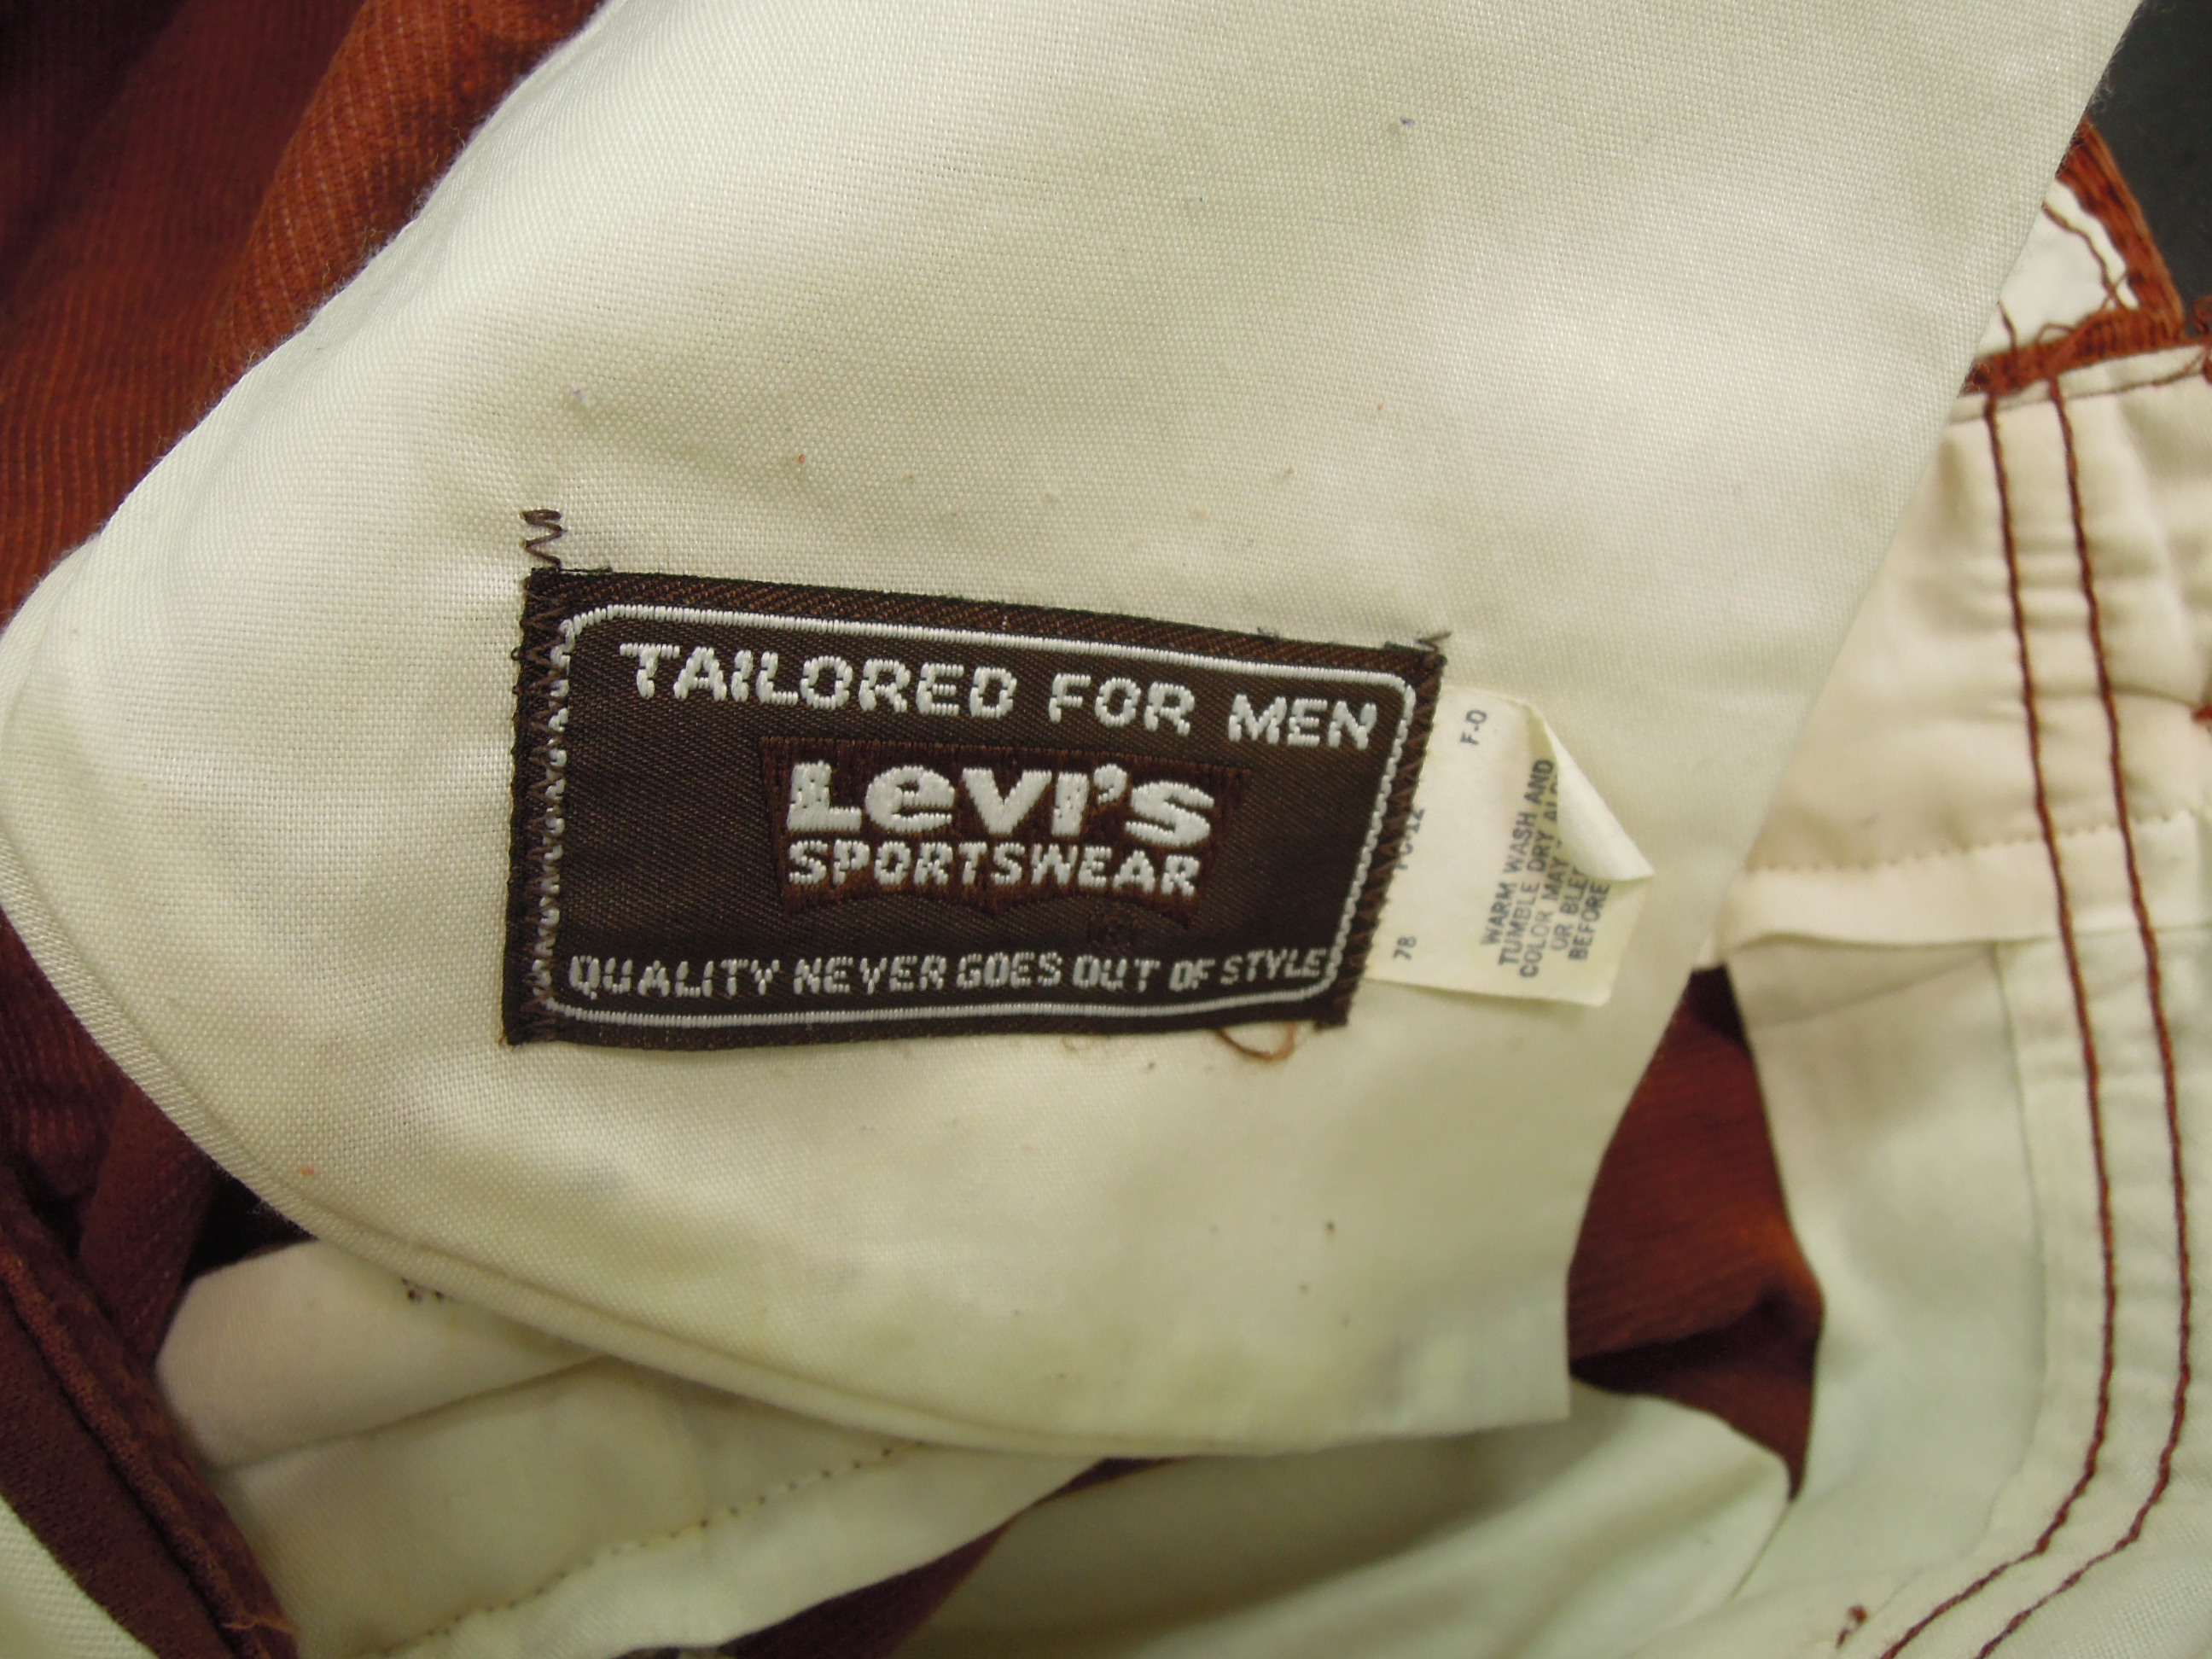 TAILORED FOR MEN
Levi's
SPORTSWEAR
®
QUALITY NEVER GOES OUT OF STYLE
78
F-O
WARM WASH AND
TUMBLE DRY
COLOR MAY
OR
BEFORE